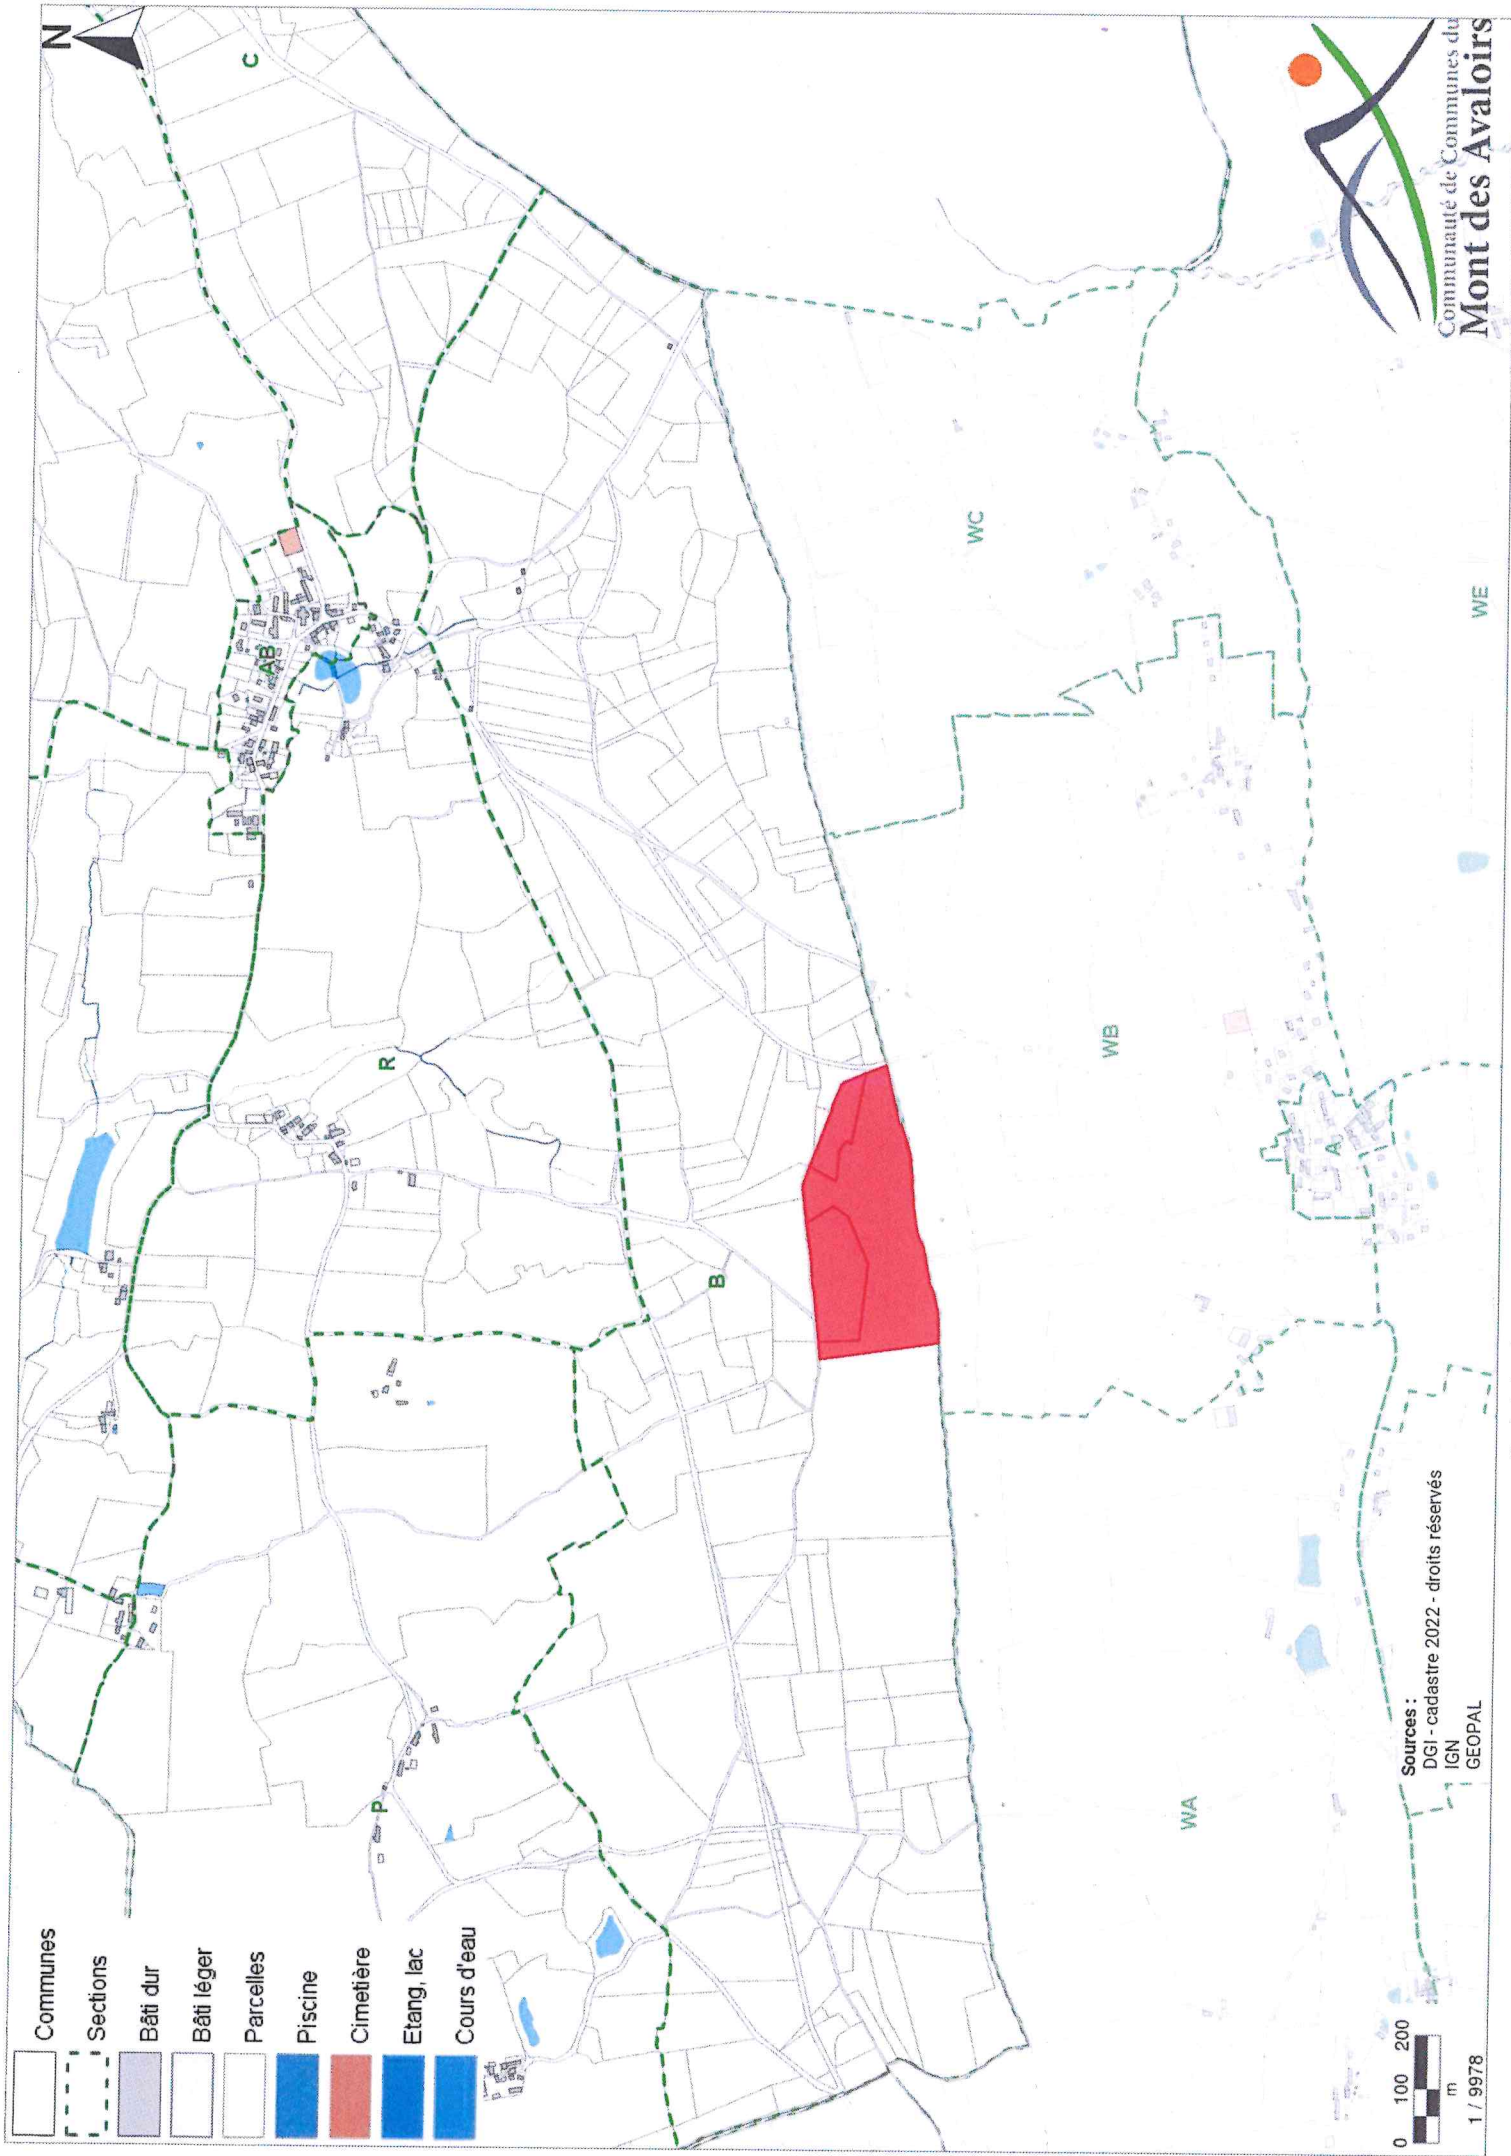 Communes
Sections
Bâti dur
Bâti léger
Parcelles
Piscine
Cimetière
Etang, lac
Cours d'eau
N
C
AB
R
B
P
WC
WB
WE
A
WA
0 100 200
m
1 / 9978
Sources :
DGI - cadastre 2022 - droits réservés
IGN
GEOPAL
Communauté de Communes du
Mont des Avaloirs